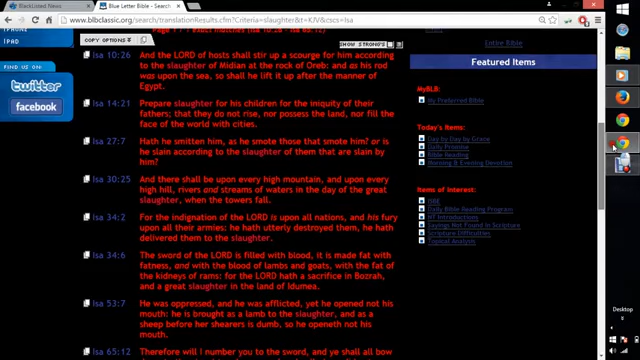 BlackListed News
Blue Letter Bible - Search
www.blbclassic.org/search/translationResults.cfm?Criteria=slaughter&t=KJV&csc=Isa
IPAD
FIND US ON:
twitter
facebook
COPY OPTIONS
SHOW STRONG'S
Isa 10:26
And the LORD of hosts shall stir up a scourge for him according
to the slaughter of Midian at the rock of Oreb: and as his rod
was upon the sea, so shall he lift it up after the manner of
Egypt.
Isa 14:21
Prepare slaughter for his children for the iniquity of their
fathers; that they do not rise, nor possess the land, nor fill the
face of the world with cities.
Isa 27:7
Hath he smitten him, as he smote those that smote him? or is
he slain according to the slaughter of them that are slain by
him?
Isa 30:25
And there shall be upon every high mountain, and upon every
high hill, rivers and streams of waters in the day of the great
slaughter, when the towers fall.
Isa 34:2
For the indignation of the LORD is upon all nations, and his fury
upon all their armies: he hath utterly destroyed them, he hath
delivered them to the slaughter.
Isa 34:6
The sword of the LORD is filled with blood, it is made fat with
fatness, and with the blood of lambs and goats, with the fat of
the kidneys of rams: for the LORD hath a sacrifice in Bozrah,
and a great slaughter in the land of Idumea.
Isa 53:7
He was oppressed, and he was afflicted, yet he opened not his
mouth: he is brought as a lamb to the slaughter, and as a
sheep before her shearers is dumb, so he openeth not his
mouth.
Isa 65:12
Therefore will I number you to the sword, and ye shall all bow
Letter Bible
Featured Items
MyBLB:
My Preferred Bible
Today's Items:
Day by Day by Grace
Daily Promise
Bible Reading
Morning & Evening Devotion
Items of Interest:
Daily Bible Reading Program
NT Introductions
Sayings Not Found in Scripture
Scripture Difficulties
Topical Analysis
Desktop